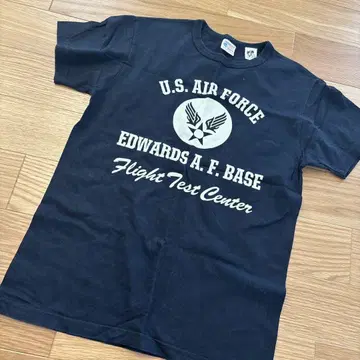 U.S. AIR FORCE
EDWARDS A. F. BASE
Flight Test Center